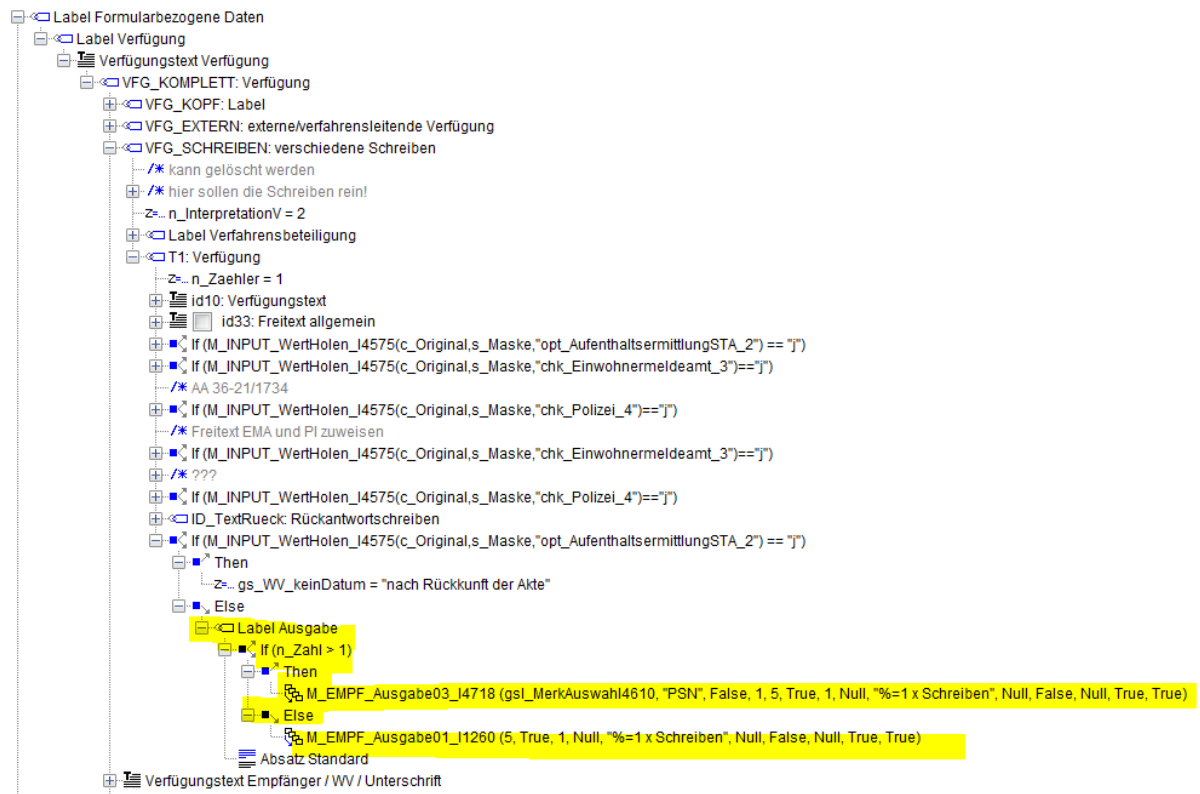 Label Formularbezogene Daten
Label Verfügung
Verfügungstext Verfügung
VFG_KOMPLETT: Verfügung
VFG_KOPF: Label
VFG_EXTERN: externe/verfahrensleitende Verfügung
VFG_SCHREIBEN: verschiedene Schreiben
/* kann gelöscht werden
/* hier sollen die Schreiben rein!
Z=... n_InterpretationV = 2
Label Verfahrensbeteiligung
T1: Verfügung
Z=... n_Zaehler = 1
id10: Verfügungstext
id33: Freitext allgemein
If (M_INPUT_WertHolen_I4575(c_Original,s_Maske,"opt_AufenthaltsermittlungSTA_2") == "j")
If (M_INPUT_WertHolen_I4575(c_Original,s_Maske,"chk_Einwohnermeldeamt_3")=="j")
/* AA 36-21/1734
If (M_INPUT_WertHolen_I4575(c_Original,s_Maske,"chk_Polizei_4")=="j")
/* Freitext EMA und PI zuweisen
If (M_INPUT_WertHolen_I4575(c_Original,s_Maske,"chk_Einwohnermeldeamt_3")=="j")
/* ???
If (M_INPUT_WertHolen_I4575(c_Original,s_Maske,"chk_Polizei_4")=="j")
ID_TextRueck: Rückantwortschreiben
If (M_INPUT_WertHolen_I4575(c_Original,s_Maske,"opt_AufenthaltsermittlungSTA_2") == "j")
Then
Z=... gs_WV_keinDatum = "nach Rückkunft der Akte"
Else
Label Ausgabe
If (n_Zahl > 1)
Then
M_EMPF_Ausgabe03_I4718 (gsl_MerkAuswahl4610, "PSN", False, 1, 5, True, 1, Null, "%=1 x Schreiben", Null, False, Null, True, True)
Else
M_EMPF_Ausgabe01_I1260 (5, True, 1, Null, "%=1 x Schreiben", Null, False, Null, True, True)
Absatz Standard
Verfügungstext Empfänger / WV / Unterschrift